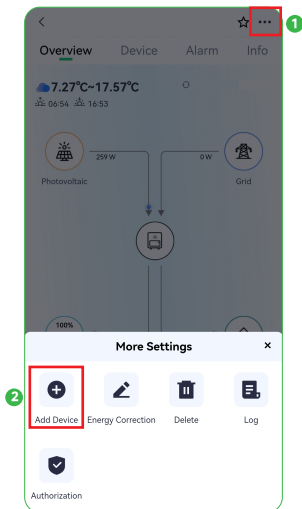 1
Overview Device Alarm Info
7.27°C~17.57°C
06:54 16:53
259 W 0 W
Photovoltaic Grid
100%
More Settings ×
2
Add Device Energy Correction Delete Log
Authorization